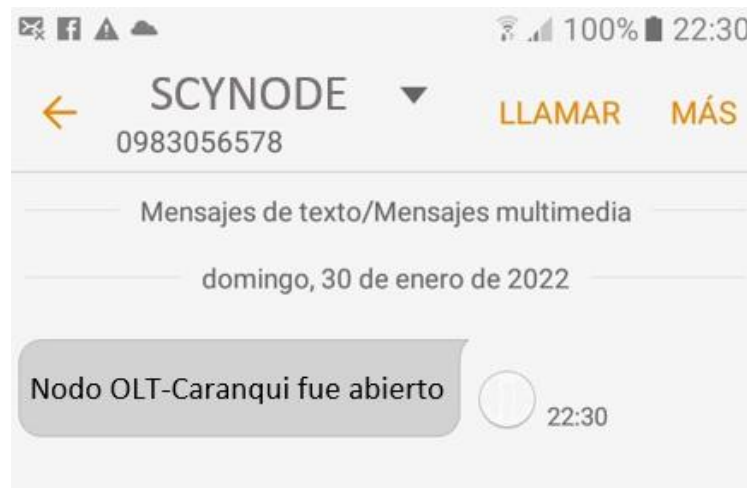 100% 22:30
SCYNODE
LLAMAR MÁS
0983056578
Mensajes de texto/Mensajes multimedia
domingo, 30 de enero de 2022
Nodo OLT-Caranqui fue abierto
22:30